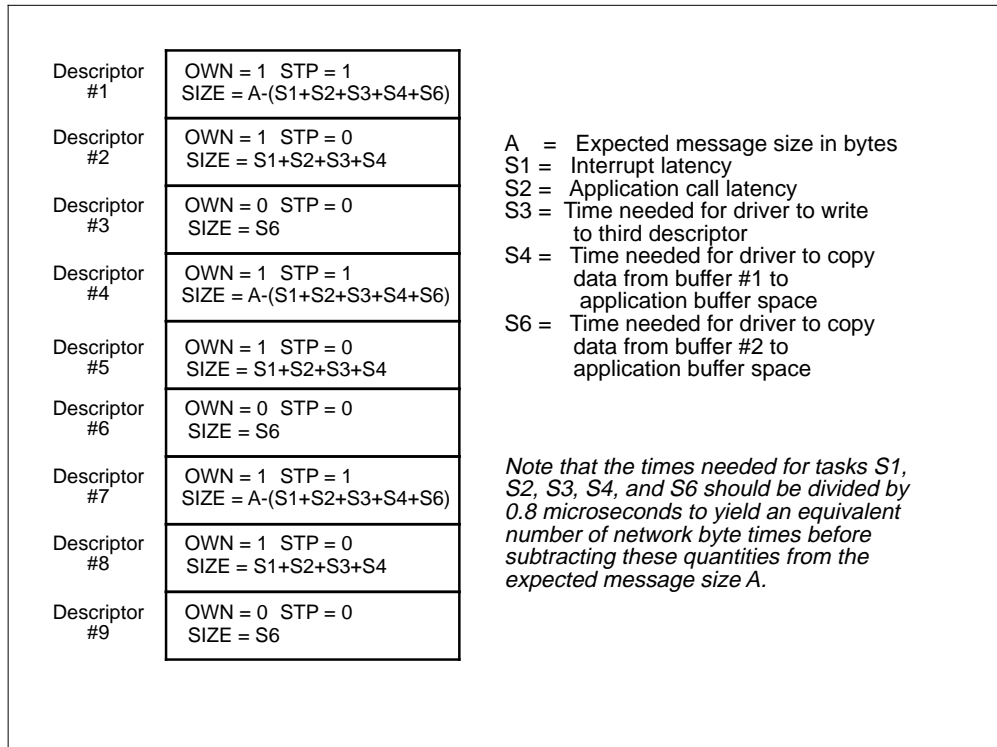 Descriptor
#1
OWN = 1 STP = 1
SIZE = A-(S1+S2+S3+S4+S6)
Descriptor
#2
OWN = 1 STP = 0
SIZE = S1+S2+S3+S4
Descriptor
#3
OWN = 0 STP = 0
SIZE = S6
Descriptor
#4
OWN = 1 STP = 1
SIZE = A-(S1+S2+S3+S4+S6)
Descriptor
#5
OWN = 1 STP = 0
SIZE = S1+S2+S3+S4
Descriptor
#6
OWN = 0 STP = 0
SIZE = S6
Descriptor
#7
OWN = 1 STP = 1
SIZE = A-(S1+S2+S3+S4+S6)
Descriptor
#8
OWN = 1 STP = 0
SIZE = S1+S2+S3+S4
Descriptor
#9
OWN = 0 STP = 0
SIZE = S6
A = Expected message size in bytes
S1 = Interrupt latency
S2 = Application call latency
S3 = Time needed for driver to write
to third descriptor
S4 = Time needed for driver to copy
data from buffer #1 to
application buffer space
S6 = Time needed for driver to copy
data from buffer #2 to
application buffer space
Note that the times needed for tasks S1,
S2, S3, S4, and S6 should be divided by
0.8 microseconds to yield an equivalent
number of network byte times before
subtracting these quantities from the
expected message size A.